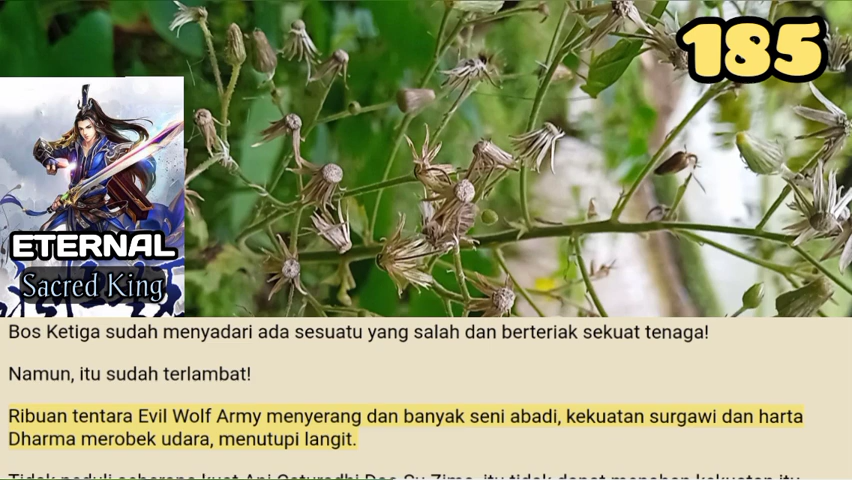 185
ETERNAL
Sacred King
Bos Ketiga sudah menyadari ada sesuatu yang salah dan berteriak sekuat tenaga!
Namun, itu sudah terlambat!
Ribuan tentara Evil Wolf Army menyerang dan banyak seni abadi, kekuatan surgawi dan harta
Dharma merobek udara, menutupi langit.